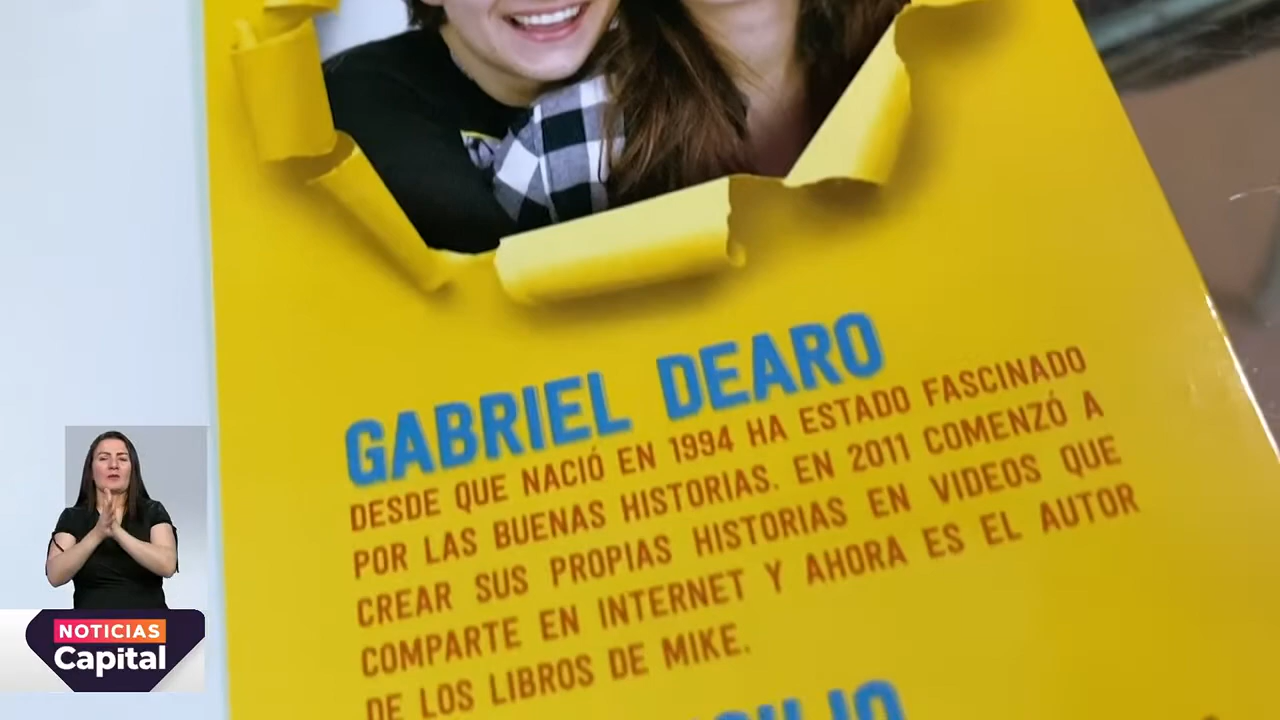 GABRIEL DEARO
DESDE QUE NACIÓ EN 1994 HA ESTADO FASCINADO
POR LAS BUENAS HISTORIAS. EN 2011 COMENZÓ A
CREAR SUS PROPIAS HISTORIAS EN VIDEOS QUE
COMPARTE EN INTERNET Y AHORA ES EL AUTOR
DE LOS LIBROS DE MIKE.
NOTICIAS
Capital